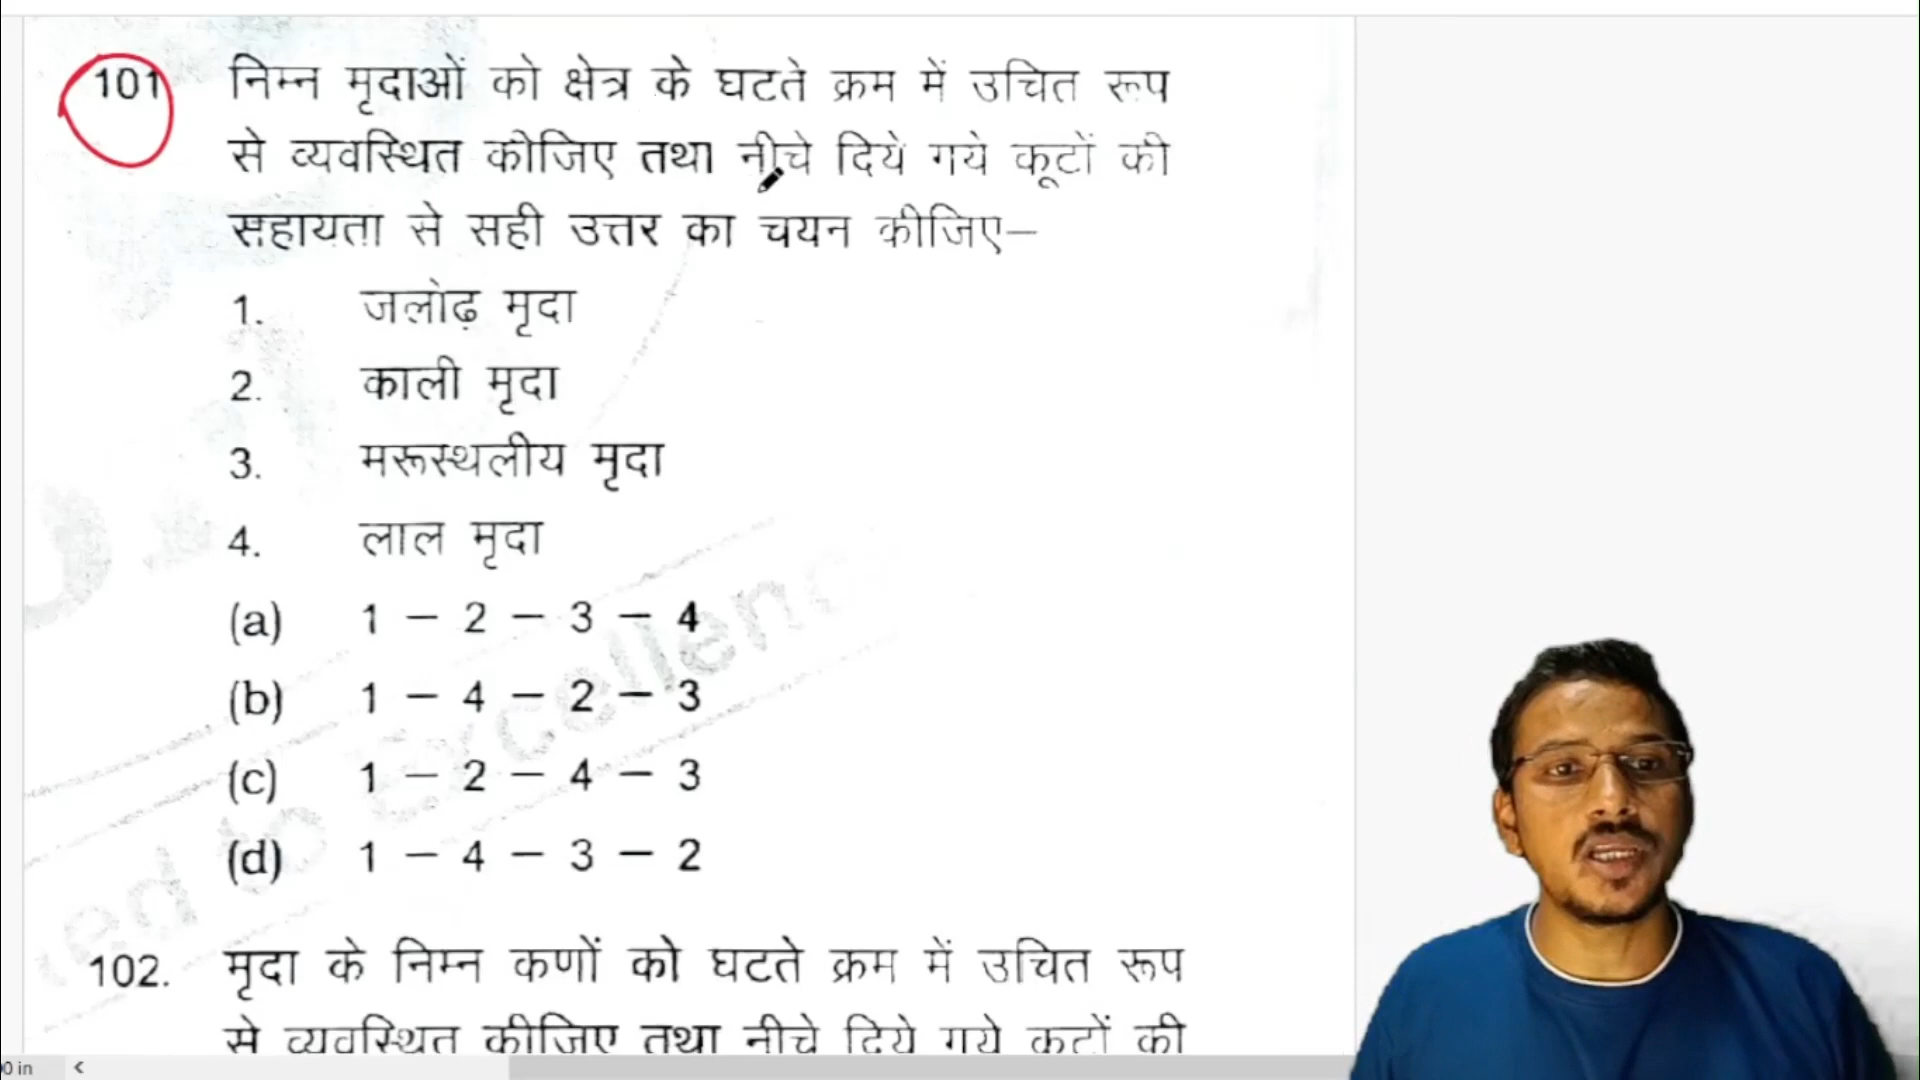 101 निम्न मृदाओं को क्षेत्र के घटते क्रम में उचित रूप
से व्यवस्थित कीजिए तथा नीचे दिये गये कूटों की
सहायता से सही उत्तर का चयन कीजिए–
1. जलोढ़ मृदा
2. काली मृदा
3. मरूस्थलीय मृदा
4. लाल मृदा
(a) 1 – 2 – 3 – 4
(b) 1 – 4 – 2 – 3
(c) 1 – 2 – 4 – 3
(d) 1 – 4 – 3 – 2
102. मृदा के निम्न कणों को घटते क्रम में उचित रूप
से व्यवस्थित कीजिए तथा नीचे दिये गये कूटों की